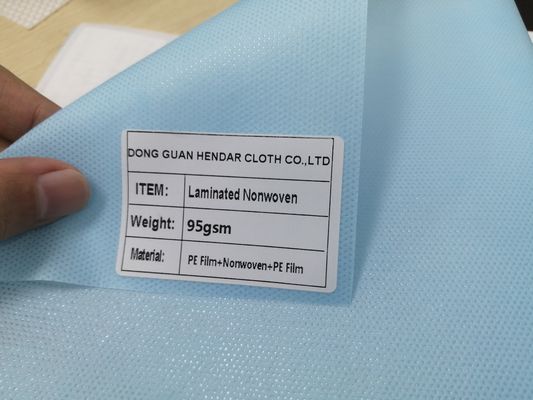 DONG GUAN HENDAR CLOTH CO.,LTD
ITEM: Laminated Nonwoven
Weight: 95gsm
Material: PE Film+Nonwoven+PE Film